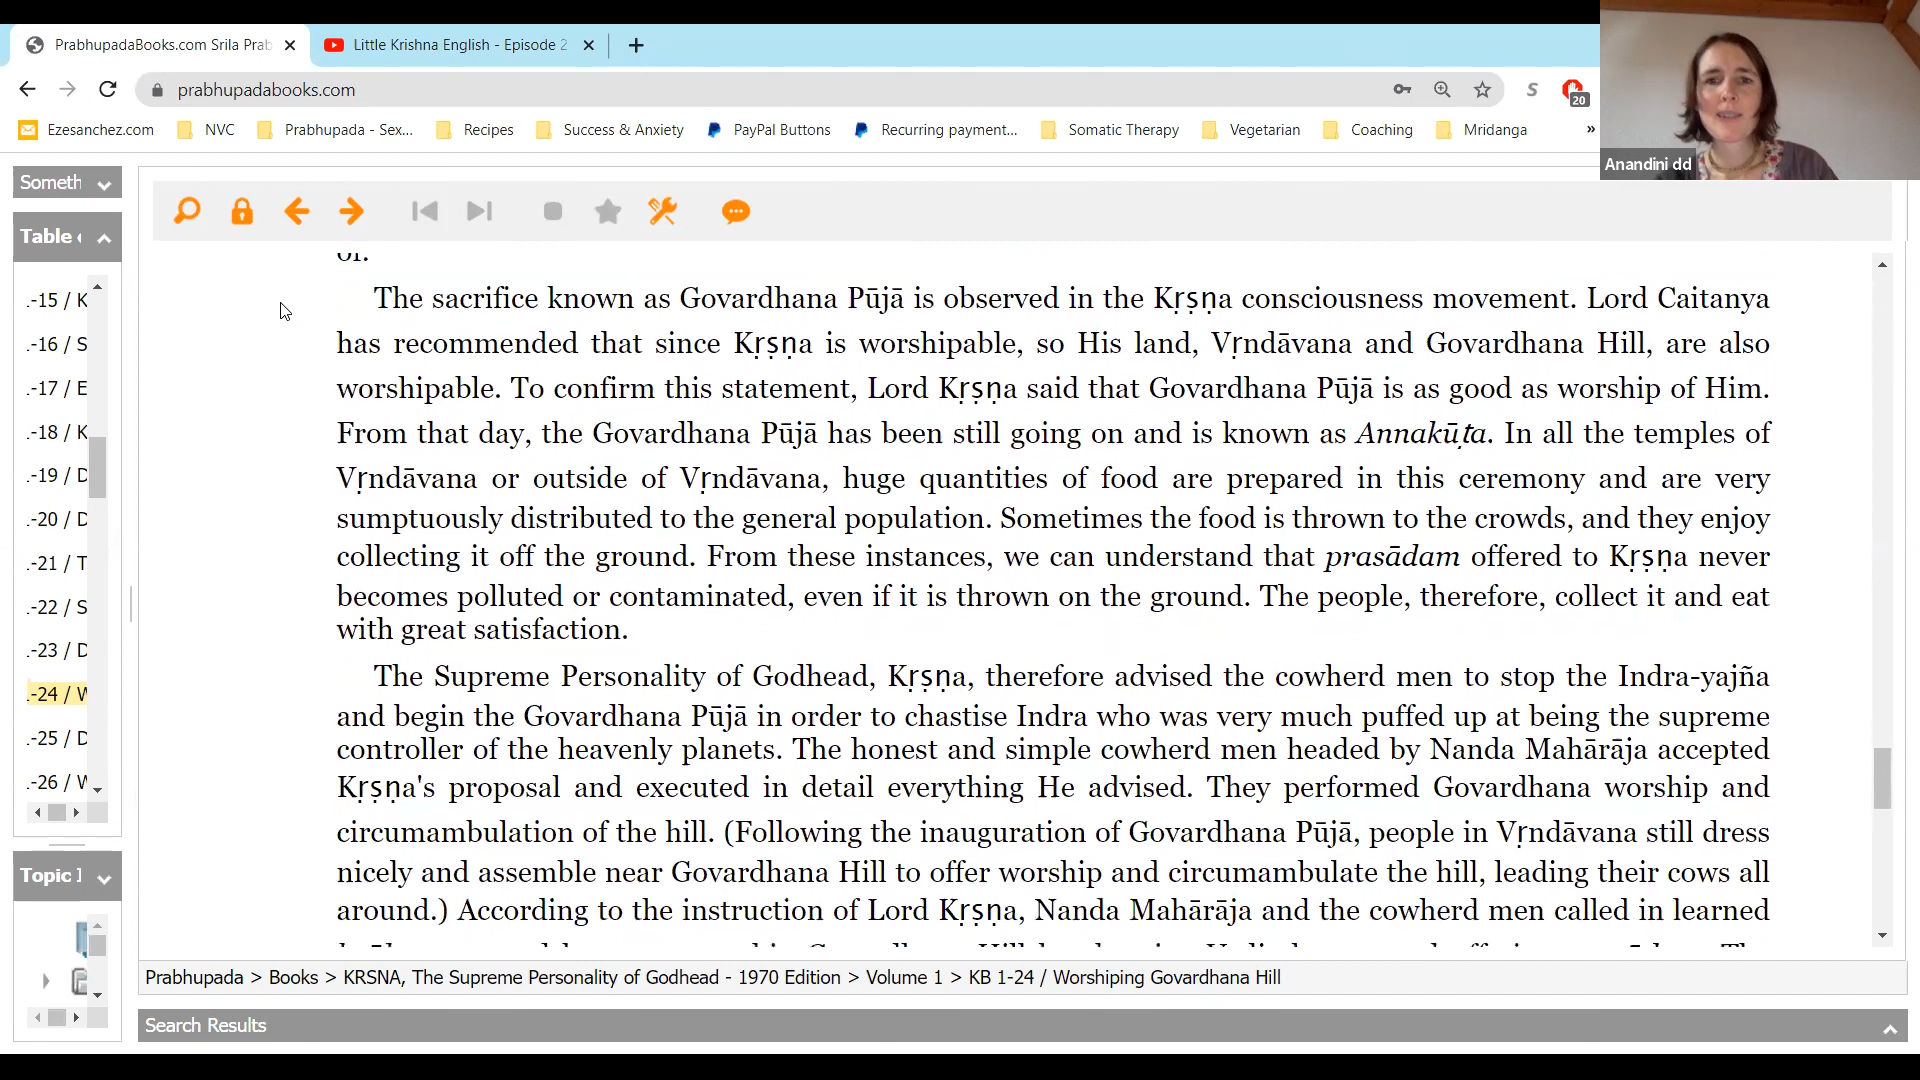 PrabhupadaBooks.com Srila Prab
Little Krishna English - Episode 2
prabhupadabooks.com
20
Ezesanchez.com
NVC
Prabhupada - Sex...
Recipes
Success & Anxiety
PayPal Buttons
Recurring payment...
Somatic Therapy
Vegetarian
Coaching
Mridanga
»
Anandini dd
Someth
Table
.-15 / K
.-16 / S
.-17 / E
.-18 / K
.-19 / D
.-20 / D
.-21 / T
.-22 / S
.-23 / D
.-24 / W
.-25 / D
.-26 / W
Topic
of.
The sacrifice known as Govardhana Pūjā is observed in the Kṛṣṇa consciousness movement. Lord Caitanya
has recommended that since Kṛṣṇa is worshipable, so His land, Vṛndāvana and Govardhana Hill, are also
worshipable. To confirm this statement, Lord Kṛṣṇa said that Govardhana Pūjā is as good as worship of Him.
From that day, the Govardhana Pūjā has been still going on and is known as Annakūṭa. In all the temples of
Vṛndāvana or outside of Vṛndāvana, huge quantities of food are prepared in this ceremony and are very
sumptuously distributed to the general population. Sometimes the food is thrown to the crowds, and they enjoy
collecting it off the ground. From these instances, we can understand that prasādam offered to Kṛṣṇa never
becomes polluted or contaminated, even if it is thrown on the ground. The people, therefore, collect it and eat
with great satisfaction.
The Supreme Personality of Godhead, Kṛṣṇa, therefore advised the cowherd men to stop the Indra-yajña
and begin the Govardhana Pūjā in order to chastise Indra who was very much puffed up at being the supreme
controller of the heavenly planets. The honest and simple cowherd men headed by Nanda Mahārāja accepted
Kṛṣṇa's proposal and executed in detail everything He advised. They performed Govardhana worship and
circumambulation of the hill. (Following the inauguration of Govardhana Pūjā, people in Vṛndāvana still dress
nicely and assemble near Govardhana Hill to offer worship and circumambulate the hill, leading their cows all
around.) According to the instruction of Lord Kṛṣṇa, Nanda Mahārāja and the cowherd men called in learned
Prabhupada > Books > KRSNA, The Supreme Personality of Godhead - 1970 Edition > Volume 1 > KB 1-24 / Worshiping Govardhana Hill
Search Results